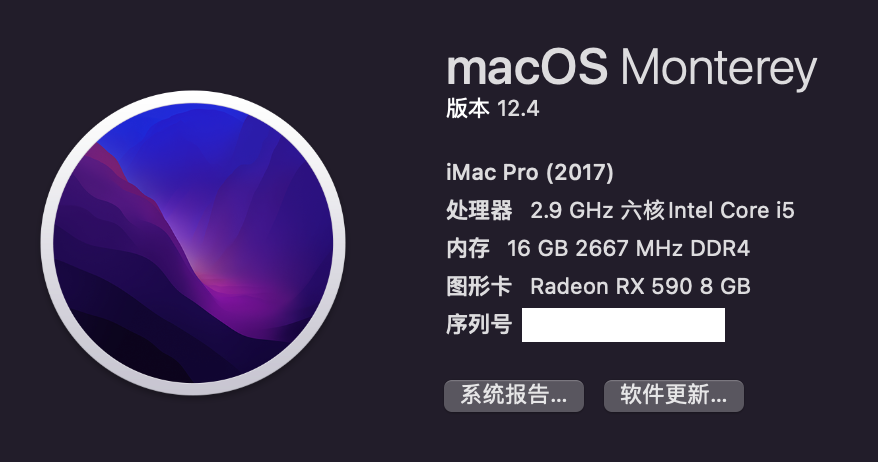 macOS Monterey
版本 12.4
iMac Pro (2017)
处理器 2.9 GHz 六核Intel Core i5
内存 16 GB 2667 MHz DDR4
图形卡 Radeon RX 590 8 GB
序列号
系统报告... 软件更新...